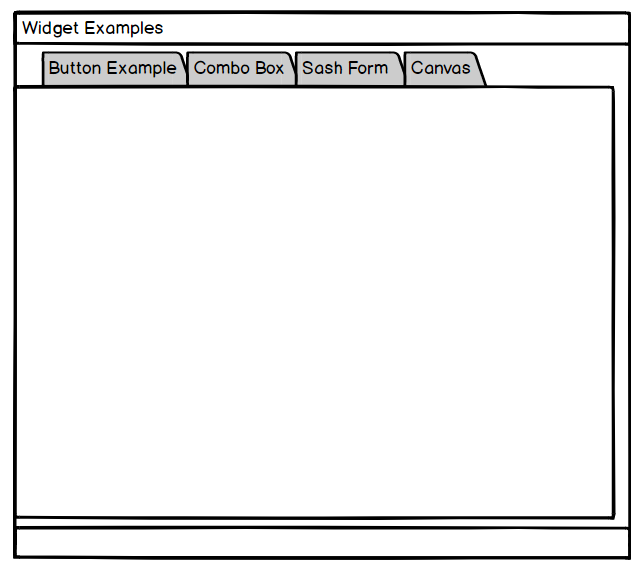 Widget Examples
Button Example Combo Box Sash Form Canvas